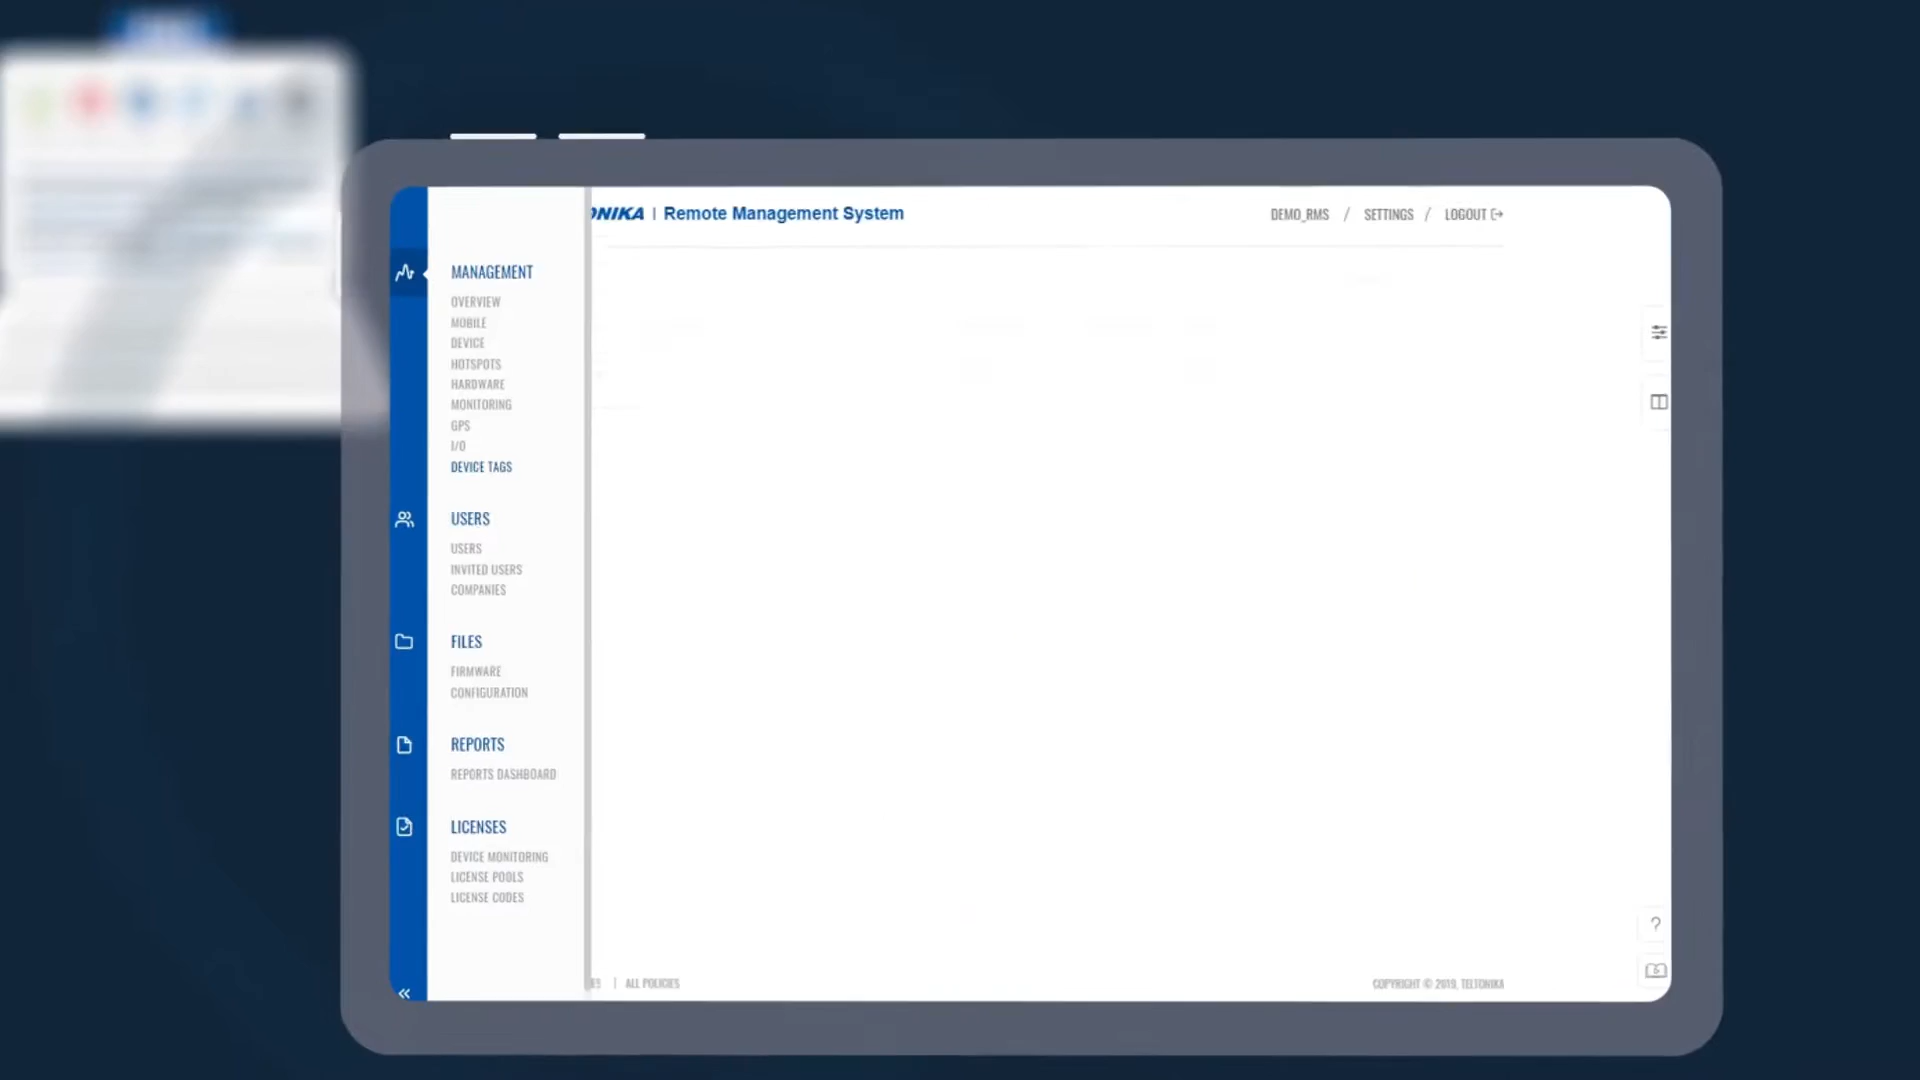 ONIKA | Remote Management System
DEMO_RMS / SETTINGS / LOGOUT
MANAGEMENT
OVERVIEW
MOBILE
DEVICE
HOTSPOTS
HARDWARE
MONITORING
GPS
I/O
DEVICE TAGS
USERS
USERS
INVITED USERS
COMPANIES
FILES
FIRMWARE
CONFIGURATION
REPORTS
REPORTS DASHBOARD
LICENSES
DEVICE MONITORING
LICENSE POOLS
LICENSE CODES
?
| ALL POLICIES
COPYRIGHT © 2019, TELTONIKA